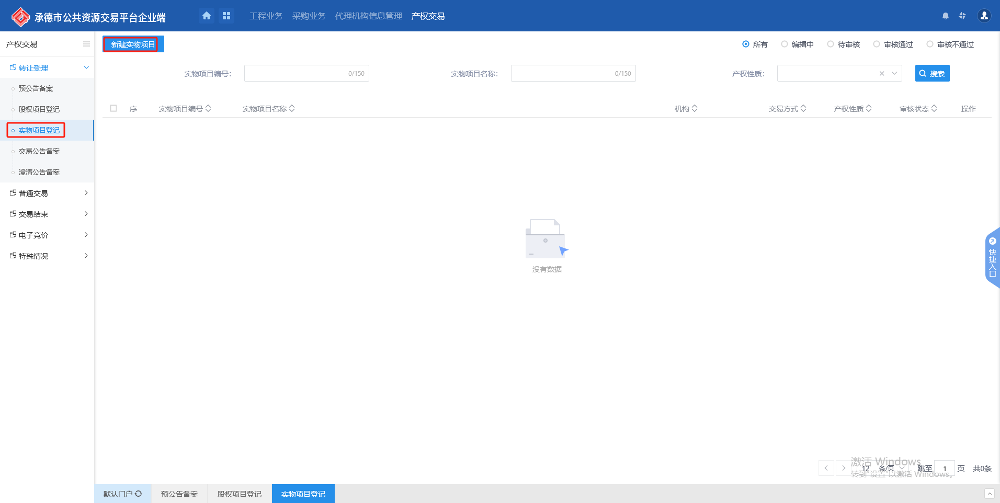 承德市公共资源交易平台企业端
工程业务 采购业务 代理机构信息管理 产权交易
产权交易
转让受理
预公告备案
股权项目登记
实物项目登记
交易公告备案
澄清公告备案
普通交易
交易结束
电子竞价
特殊情况
新建实物项目
所有 编辑中 待审核 审核通过 审核不通过
实物项目编号： 0/150 实物项目名称： 0/150 产权性质： 搜索
序 实物项目编号 实物项目名称 机构 交易方式 产权性质 审核状态 操作
没有数据
快捷入口
12 条/页 跳至 1 页 共0条
激活 Windows
转到"设置"以激活 Windows。
默认门户 预公告备案 股权项目登记 实物项目登记